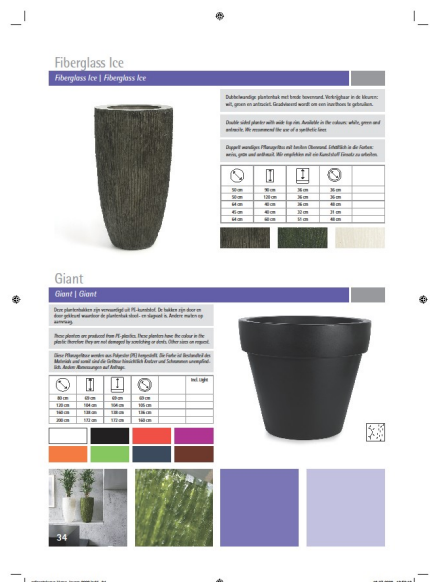 Fiberglass Ice
Fiberglass Ice | Fiberglass Ice
Dubbelwandige plantenbak met brede bovenrand. Verkrijgbaar in de kleuren:
wit, groen en antraciet. Geadviseerd wordt om een inzethoes te gebruiken.
Double sided planter with wide top rim. Available in the colours: white, green and
antracite. We recommend the use of a synthetic liner.
Doppelt wandiges Pflanzgefäss mit breiten Oberrand. Erhältlich in die Farben:
weiss, grün und anthrazit. Wir empfehlen mit ein Kunststoff Einsatz zu arbeiten.
50 cm 90 cm 36 cm 36 cm
50 cm 120 cm 36 cm 36 cm
64 cm 40 cm 36 cm 48 cm
45 cm 40 cm 32 cm 31 cm
64 cm 60 cm 51 cm 48 cm
Giant
Giant | Giant
Deze plantenbakken zijn vervaardigd uit PE-kunststof. De bakken zijn door en
door gekleurd waardoor de plantenbak stoot- en slagvast is. Andere maten op
aanvraag.
These planters are produced from PE-plastics. These planters have the colour in the
plastic therefore they are not damaged by scratching or dents. Other sizes on request.
Diese Pflanzgefässe werden aus Polyester (PE) hergestellt. Die Farbe ist Bestandteil des
Materials und somit sind die Gefässe hinsichtlich Kratzer und Schrammen unempfind-
lich. Andere Abmessungen auf Anfrage.
incl. Light
80 cm 69 cm 69 cm 69 cm
120 cm 104 cm 104 cm 105 cm
160 cm 138 cm 138 cm 136 cm
200 cm 172 cm 172 cm 160 cm
34